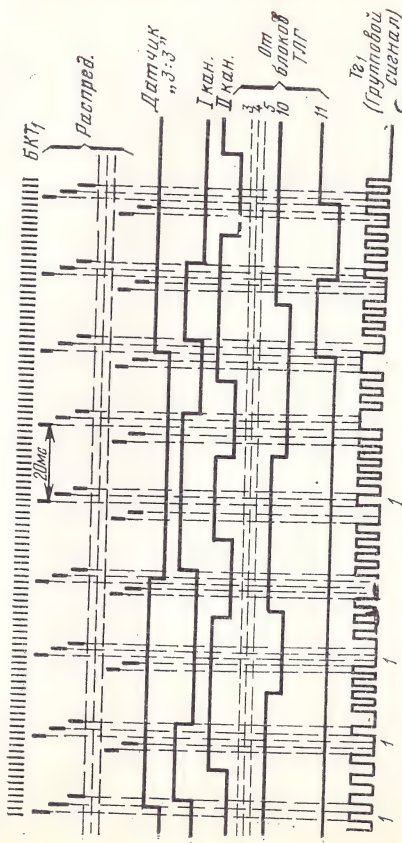 БКТ₁
Распред.
20мс
Датчик
„3:3”
I кан.
II кан.
3
4
5
10
11
От
блоков
ТЛГ
Тг₁
(Групповой
сигнал)
1
1
1
1